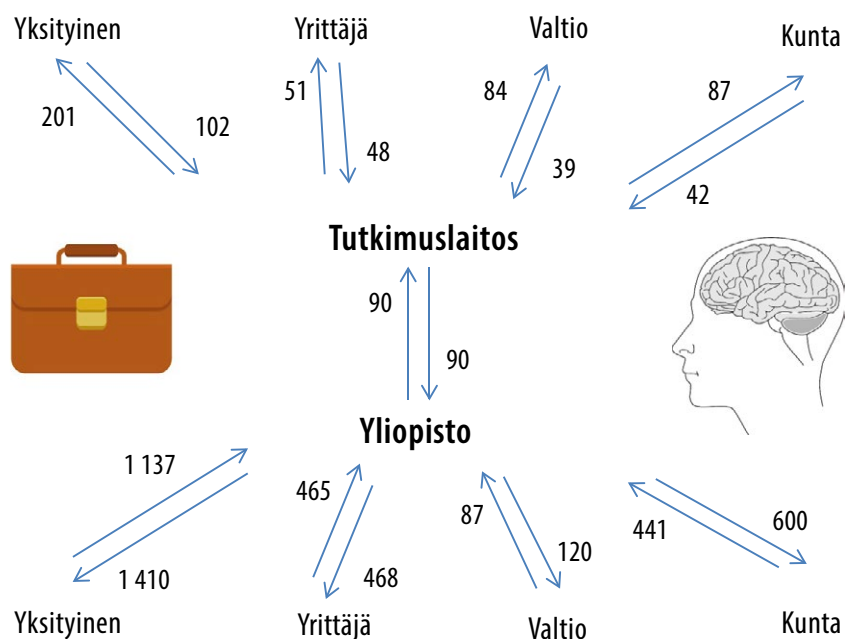 Yksityinen
Yrittäjä
Valtio
Kunta
201
102
51
48
84
39
87
42
Tutkimuslaitos
90
90
Yliopisto
1 137
1 410
465
468
87
120
441
600
Yksityinen
Yrittäjä
Valtio
Kunta